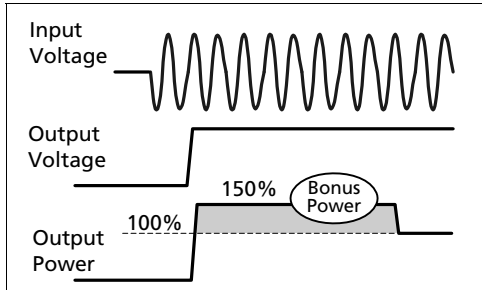 Input
Voltage
Output
Voltage
150%
Bonus
Power
100%
Output
Power